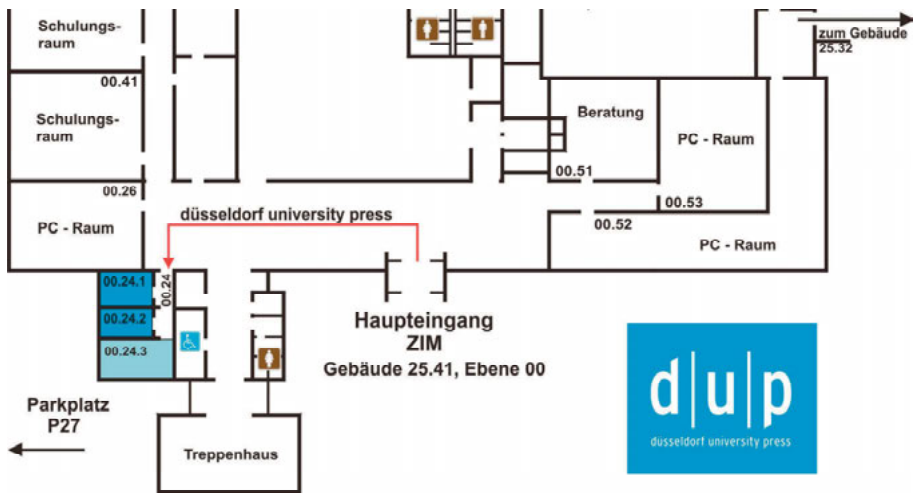 Schulungs-
raum
00.41
Schulungs-
raum
00.26
PC - Raum
zum Gebäude
25.32
Beratung
00.51
PC - Raum
00.53
00.52
PC - Raum
düsseldorf university press
00.24
00.24.1
00.24.2
00.24.3
Haupteingang
ZIM
Gebäude 25.41, Ebene 00
Parkplatz
P27
Treppenhaus
d|u|p
düsseldorf university press